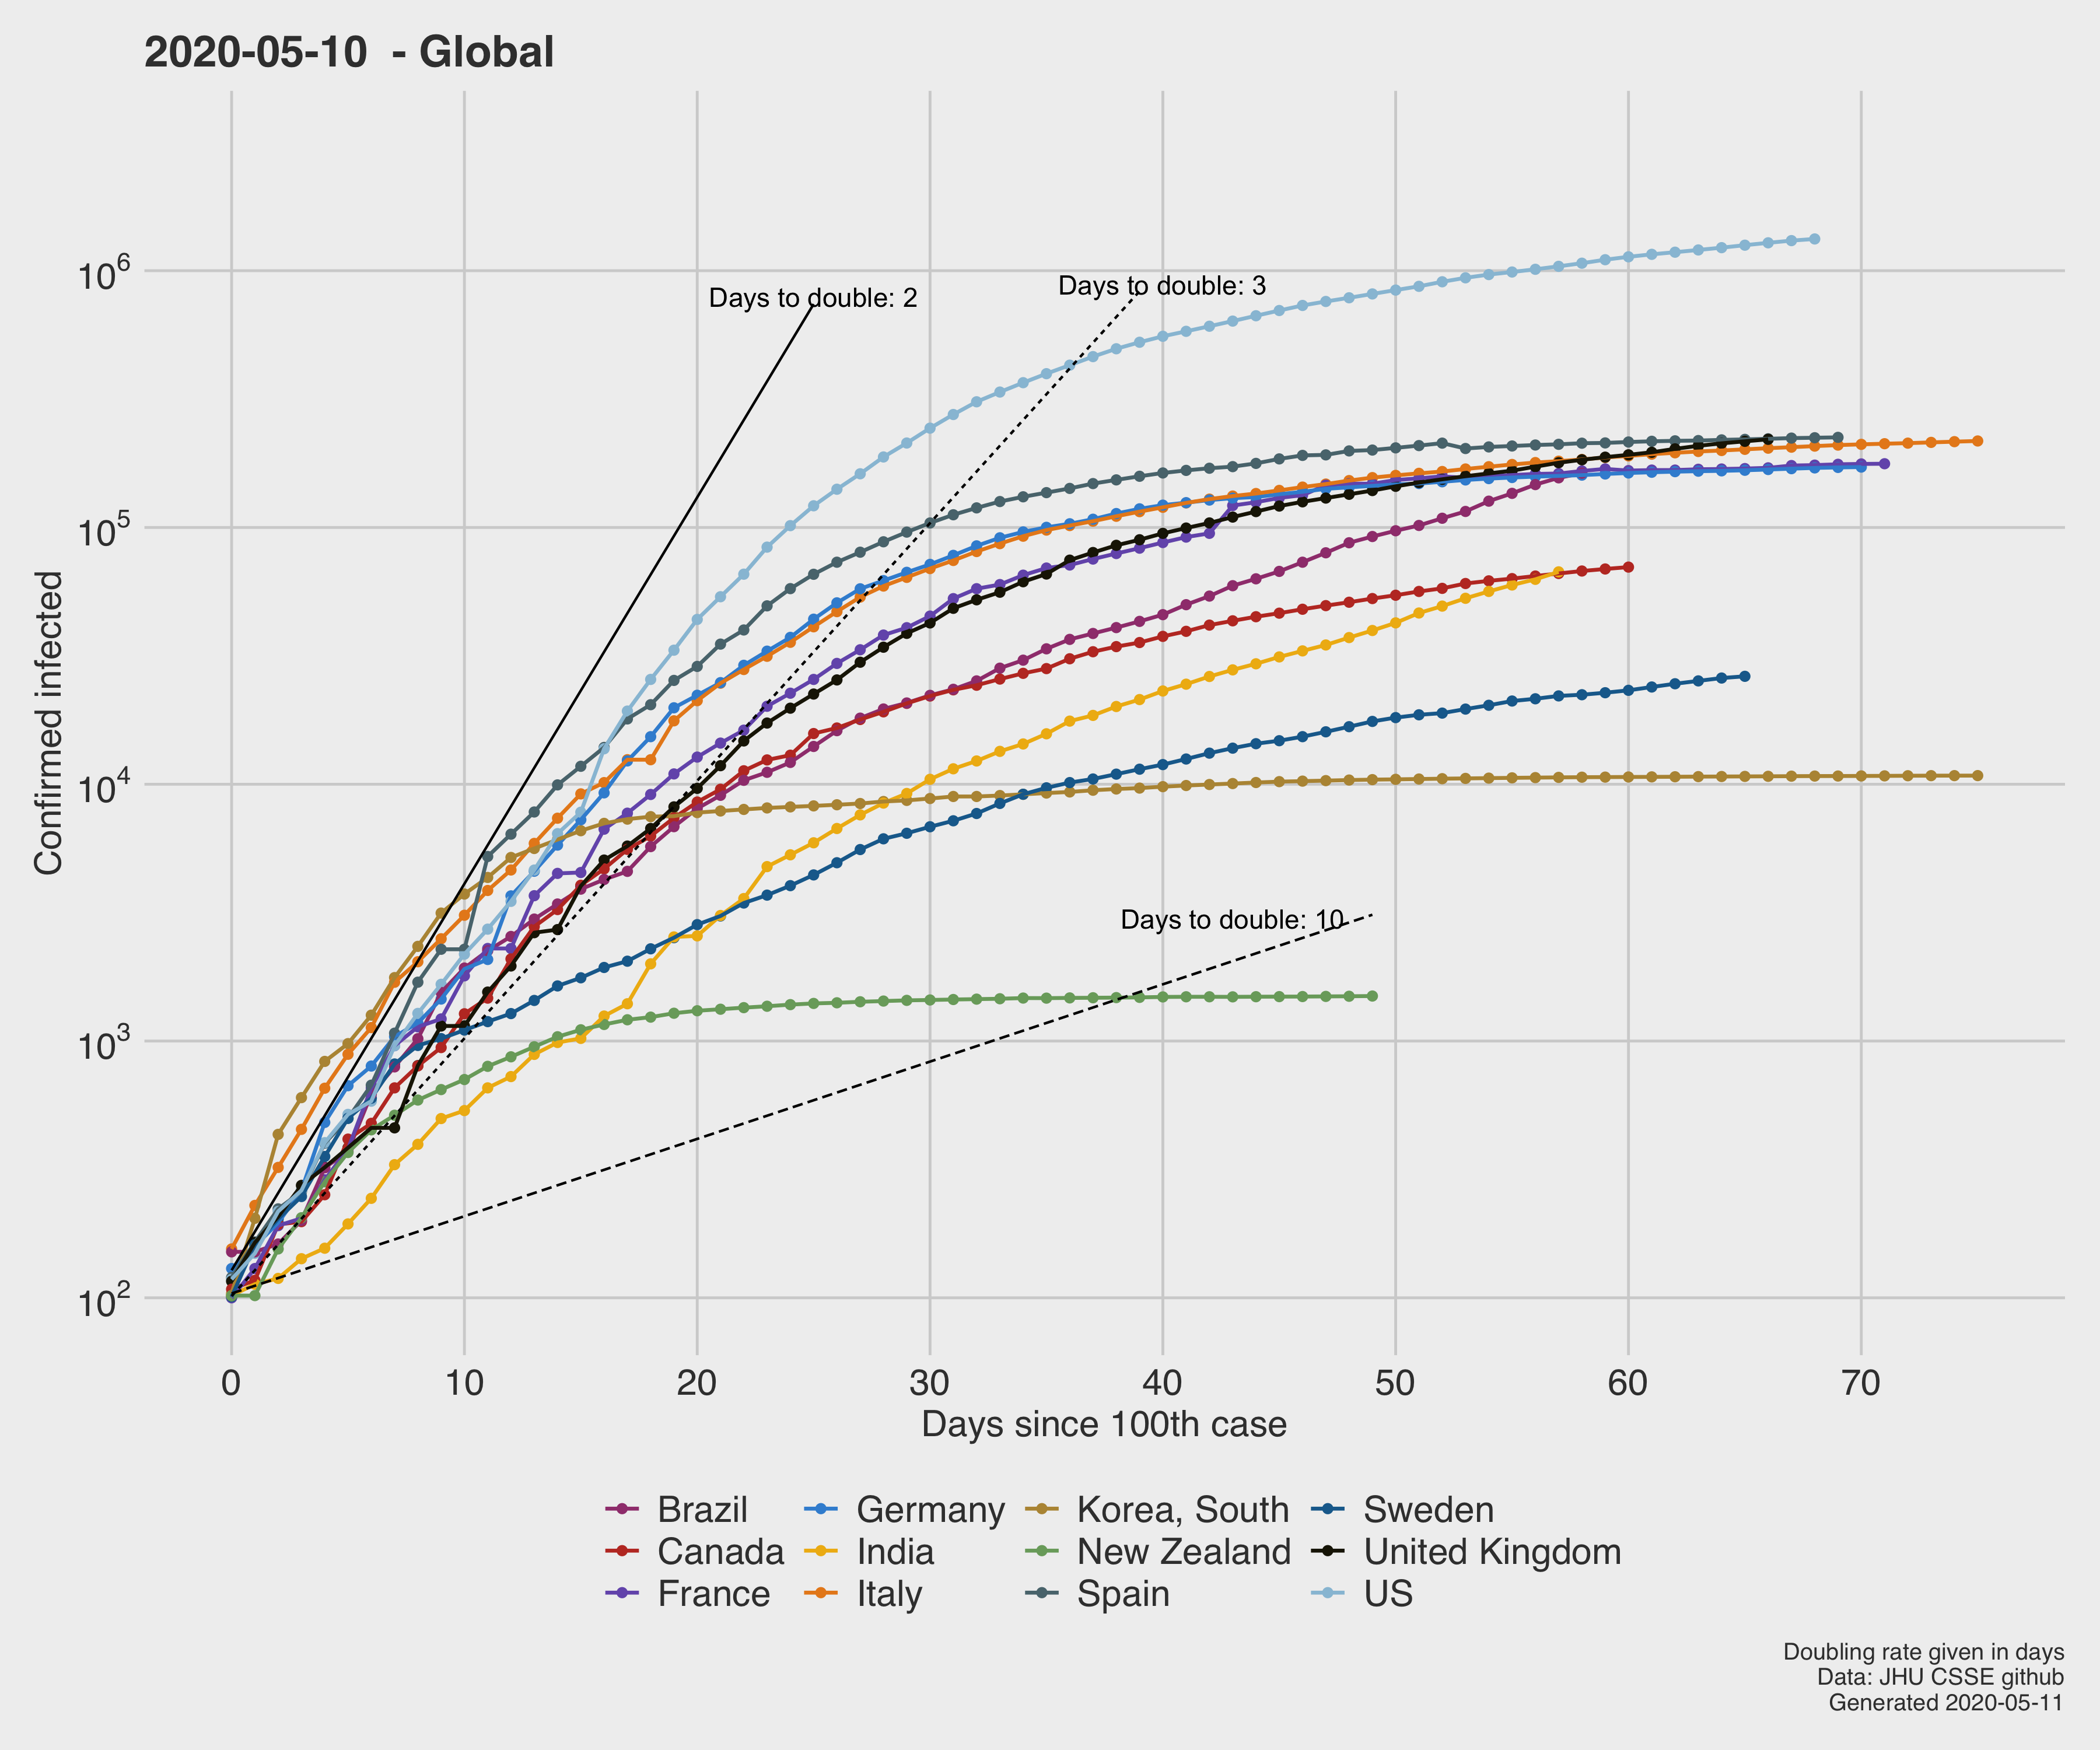 2020-05-10 - Global
Confirmed infected
10^6
10^5
10^4
10^3
10^2
Days to double: 2
Days to double: 3
Days to double: 10
0 10 20 30 40 50 60 70
Days since 100th case
Brazil Germany Korea, South Sweden
Canada India New Zealand United Kingdom
France Italy Spain US
Doubling rate given in days
Data: JHU CSSE github
Generated 2020-05-11